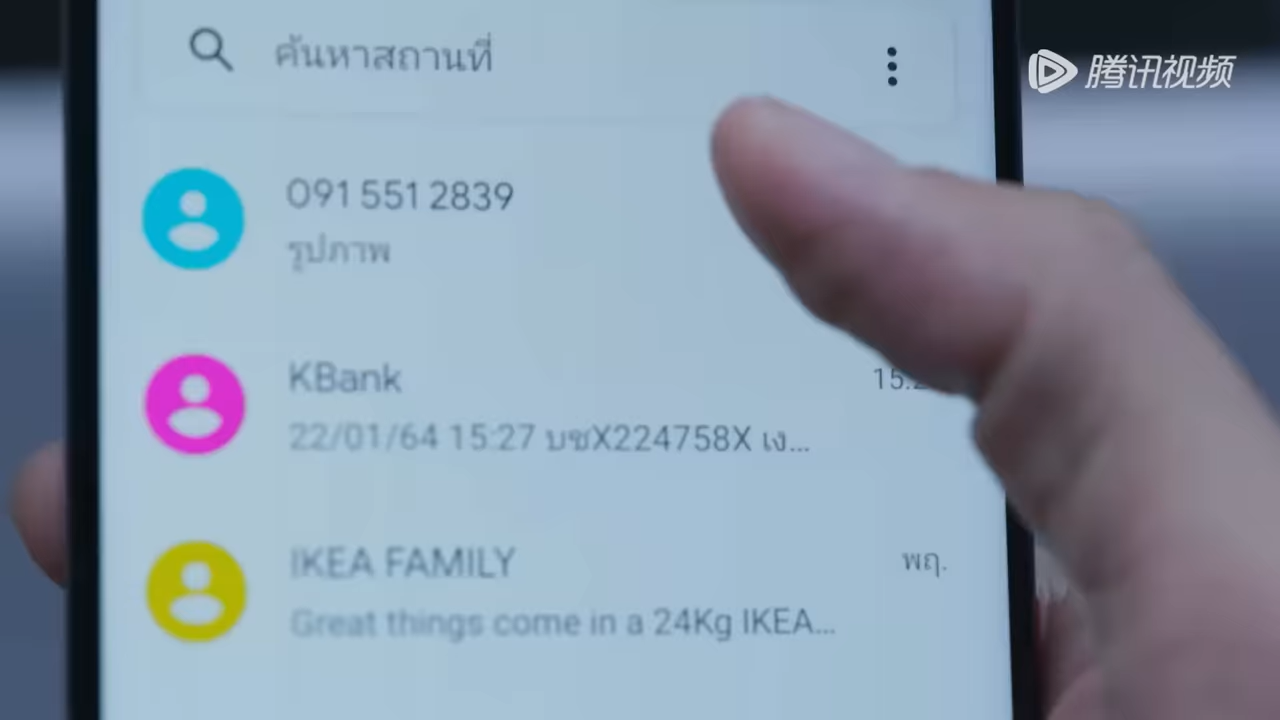 ค้นหาสถานที่
腾讯视频
091 551 2839
รูปภาพ
KBank
22/01/64 15:27 บชX224758X เง...
IKEA FAMILY
พฤ.
Great things come in a 24Kg IKEA...